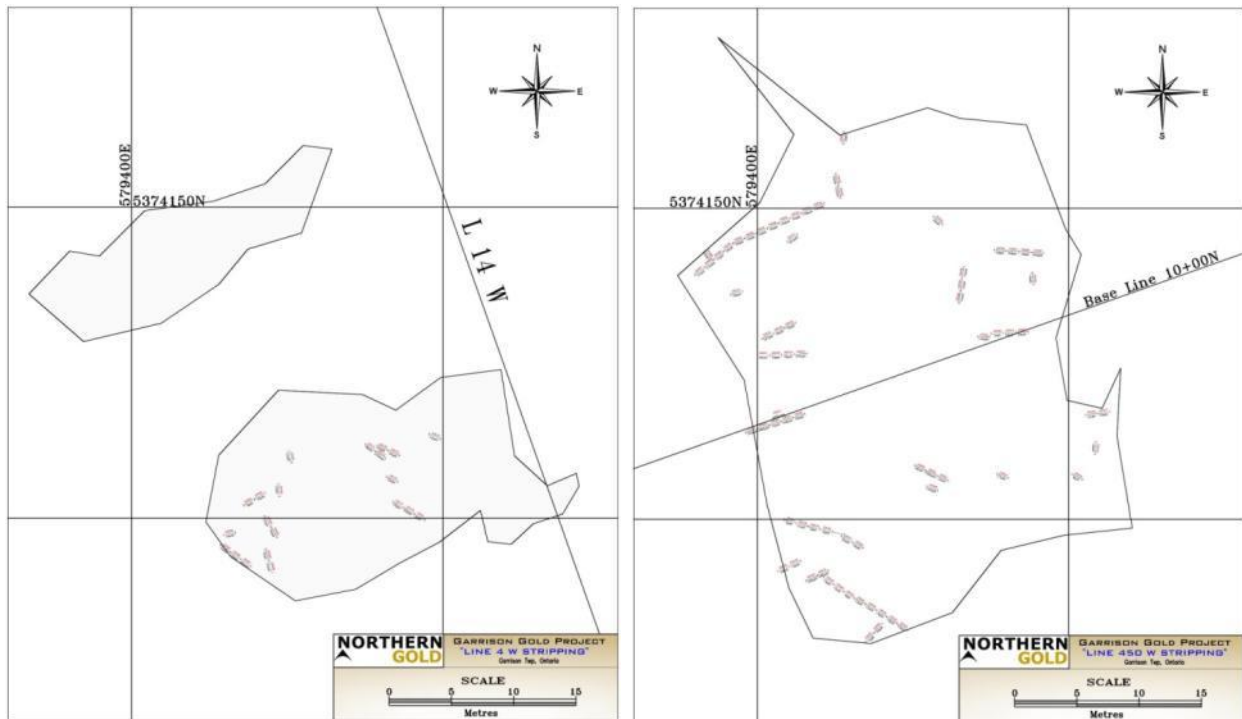 N
W E
S
579400E
5374150N
L 14 W
NORTHERN
GOLD
GARRISON GOLD PROJECT
"LINE 4 W STRIPPING"
Garrison Twp, Ontario
SCALE
0 5 10 15
Metres
N
W E
S
579400E
5374150N
Base Line 10+00N
NORTHERN
GOLD
GARRISON GOLD PROJECT
"LINE 450 W STRIPPING"
Garrison Twp, Ontario
SCALE
0 5 10 15
Metres